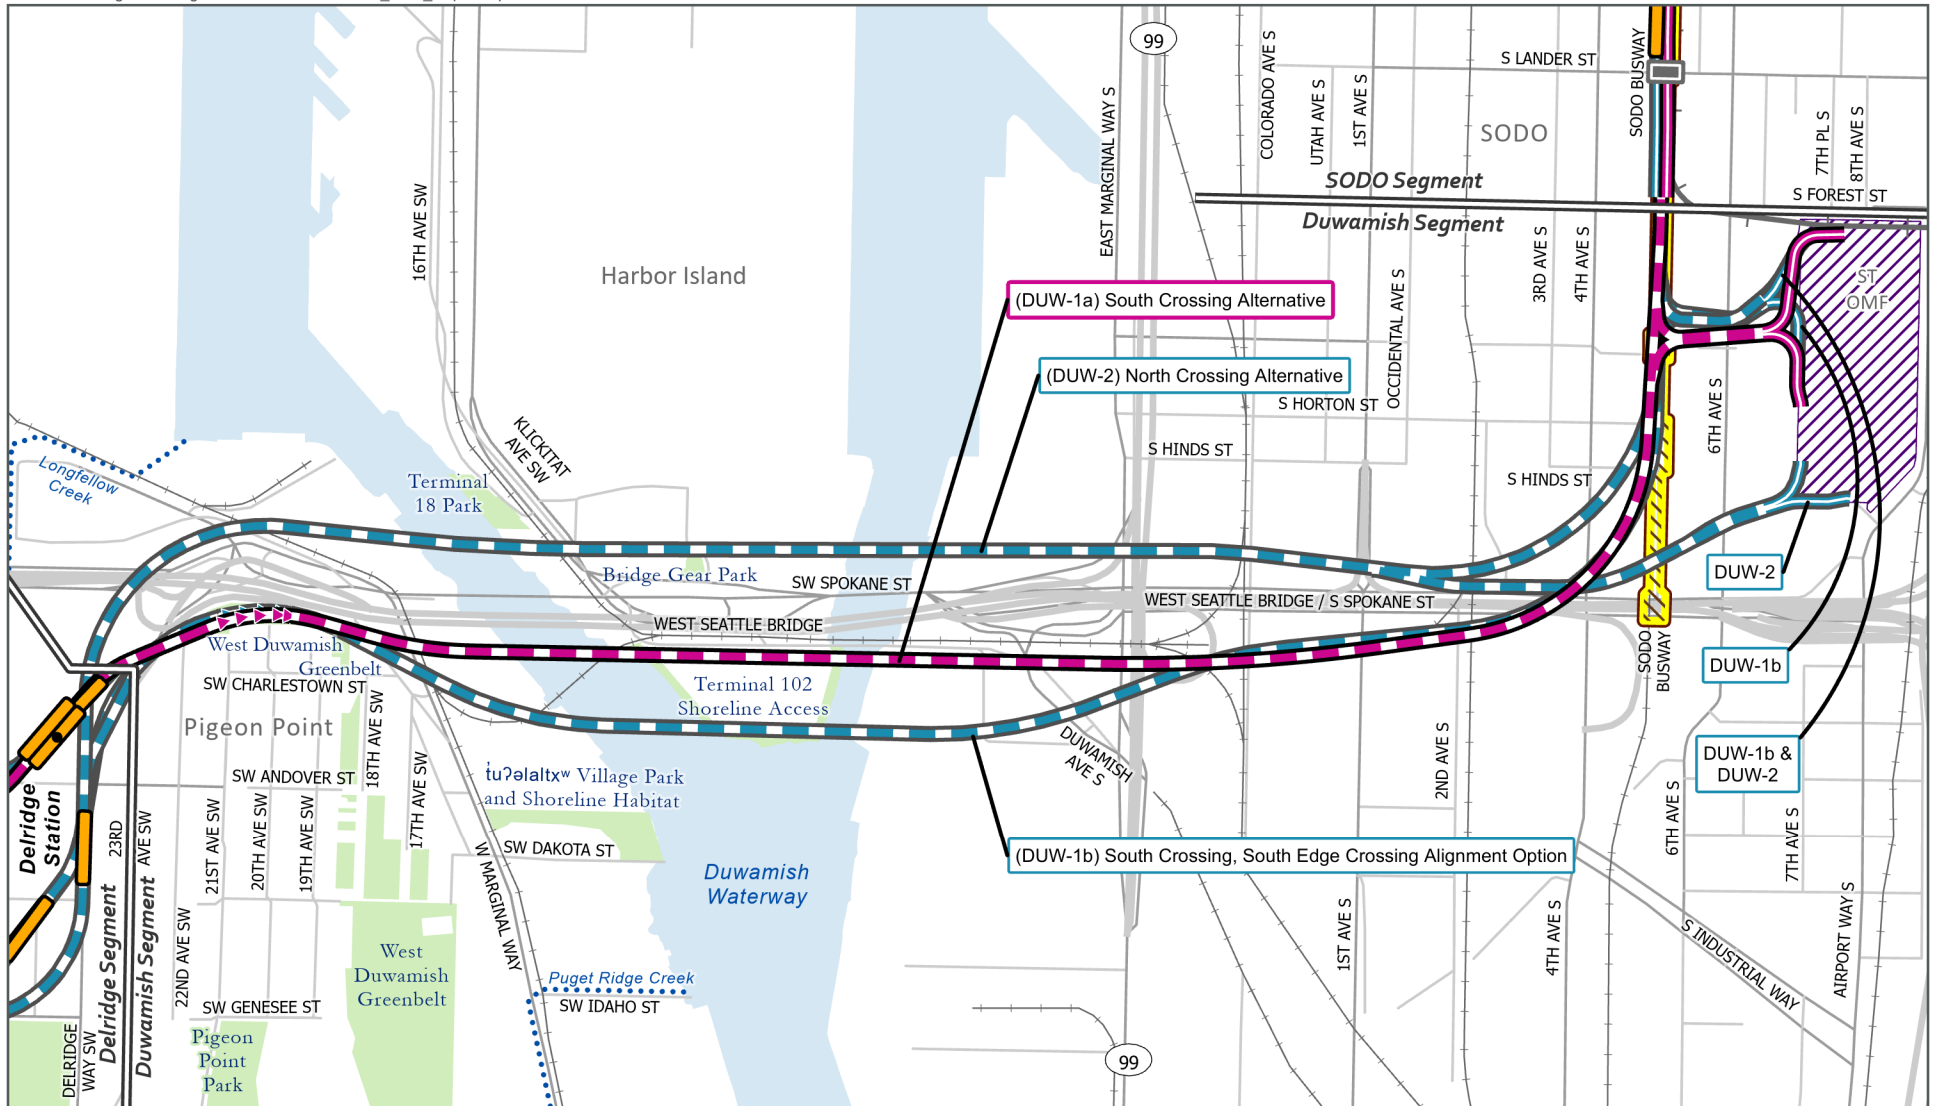 99
S LANDER ST
SODO BUSWAY
COLORADO AVE S
UTAH AVE S
1ST AVE S
SODO
7TH PL S
8TH AVE S
EAST MARGINAL WAY S
16TH AVE SW
SODO Segment
Duwamish Segment
S FOREST ST
3RD AVE S
4TH AVE S
Harbor Island
ST
OMF
(DUW-1a) South Crossing Alternative
OCCIDENTAL AVE S
(DUW-2) North Crossing Alternative
S HORTON ST
6TH AVE S
KLICKITAT
AVE SW
S HINDS ST
S HINDS ST
Longfellow
Creek
Terminal
18 Park
Bridge Gear Park
SW SPOKANE ST
WEST SEATTLE BRIDGE / S SPOKANE ST
DUW-2
WEST SEATTLE BRIDGE
West Duwamish
Greenbelt
SODO
BUSWAY
DUW-1b
SW CHARLESTOWN ST
Terminal 102
Shoreline Access
Pigeon Point
18TH AVE SW
DUWAMISH
AVE S
2ND AVE S
DUW-1b &
DUW-2
SW ANDOVER ST
17TH AVE SW
t̓uʔəlaltxʷ Village Park
and Shoreline Habitat
Delridge
Station
23RD
AVE SW
21ST AVE SW
20TH AVE SW
19TH AVE SW
6TH AVE S
7TH AVE S
SW DAKOTA ST
(DUW-1b) South Crossing, South Edge Crossing Alignment Option
Duwamish
Waterway
W MARGINAL WAY
22ND AVE SW
1ST AVE S
4TH AVE S
S INDUSTRIAL WAY
AIRPORT WAY S
West
Duwamish
Greenbelt
Puget Ridge Creek
SW IDAHO ST
SW GENESEE ST
Delridge Segment
Duwamish Segment
DELRIDGE
WAY SW
Pigeon
Point
Park
99